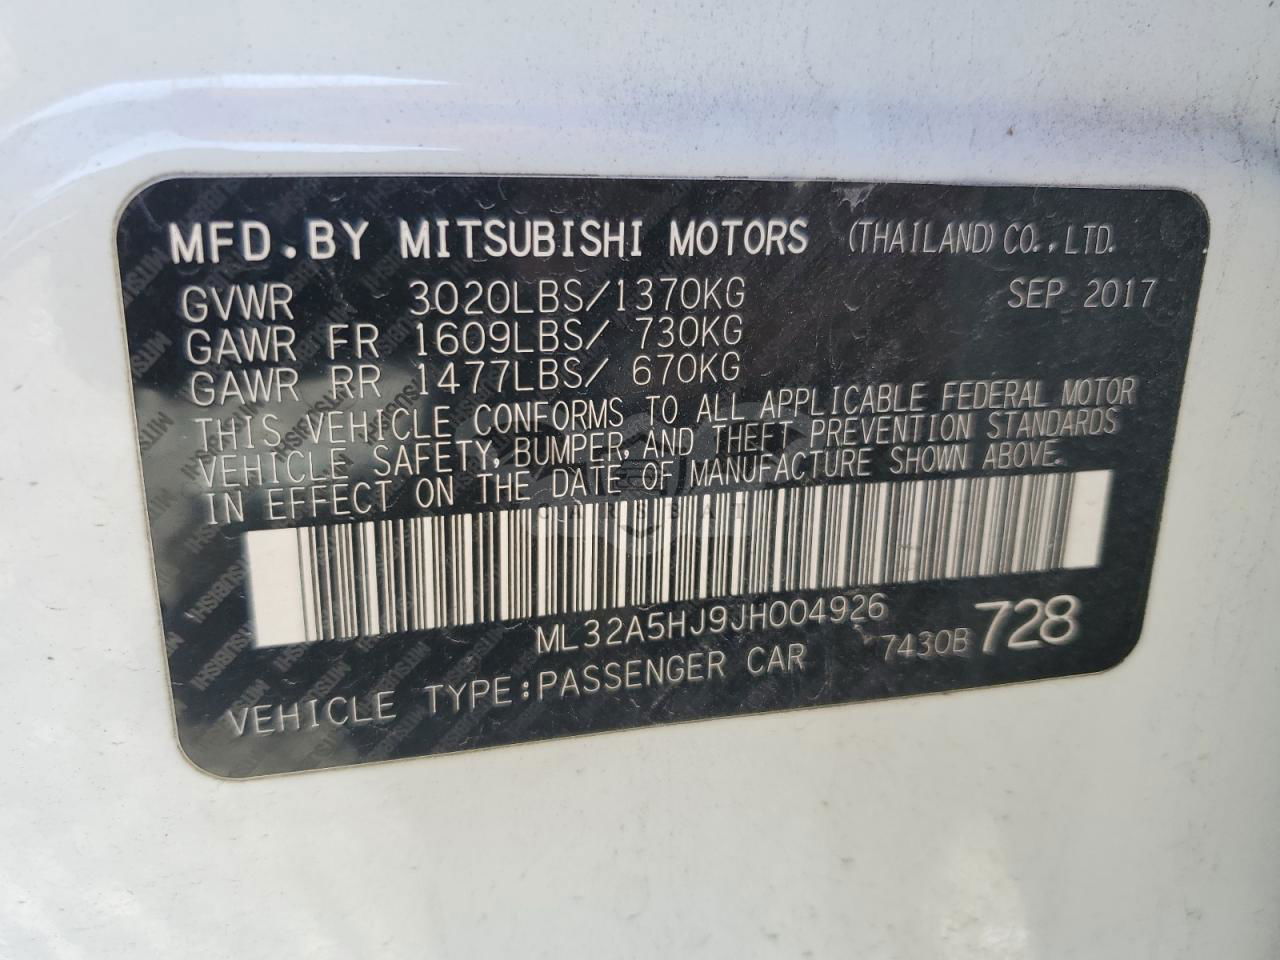 MFD.BY MITSUBISHI MOTORS (THAILAND) CO.,LTD.
GVWR 3020LBS/1370KG SEP 2017
GAWR FR 1609LBS/ 730KG
GAWR RR 1477LBS/ 670KG
THIS VEHICLE CONFORMS TO ALL APPLICABLE FEDERAL MOTOR
VEHICLE SAFETY, BUMPER, AND THEFT PREVENTION STANDARDS
IN EFFECT ON THE DATE OF MANUFACTURE SHOWN ABOVE.
ML32A5HJ9JH004926
VEHICLE TYPE:PASSENGER CAR 7430B 728